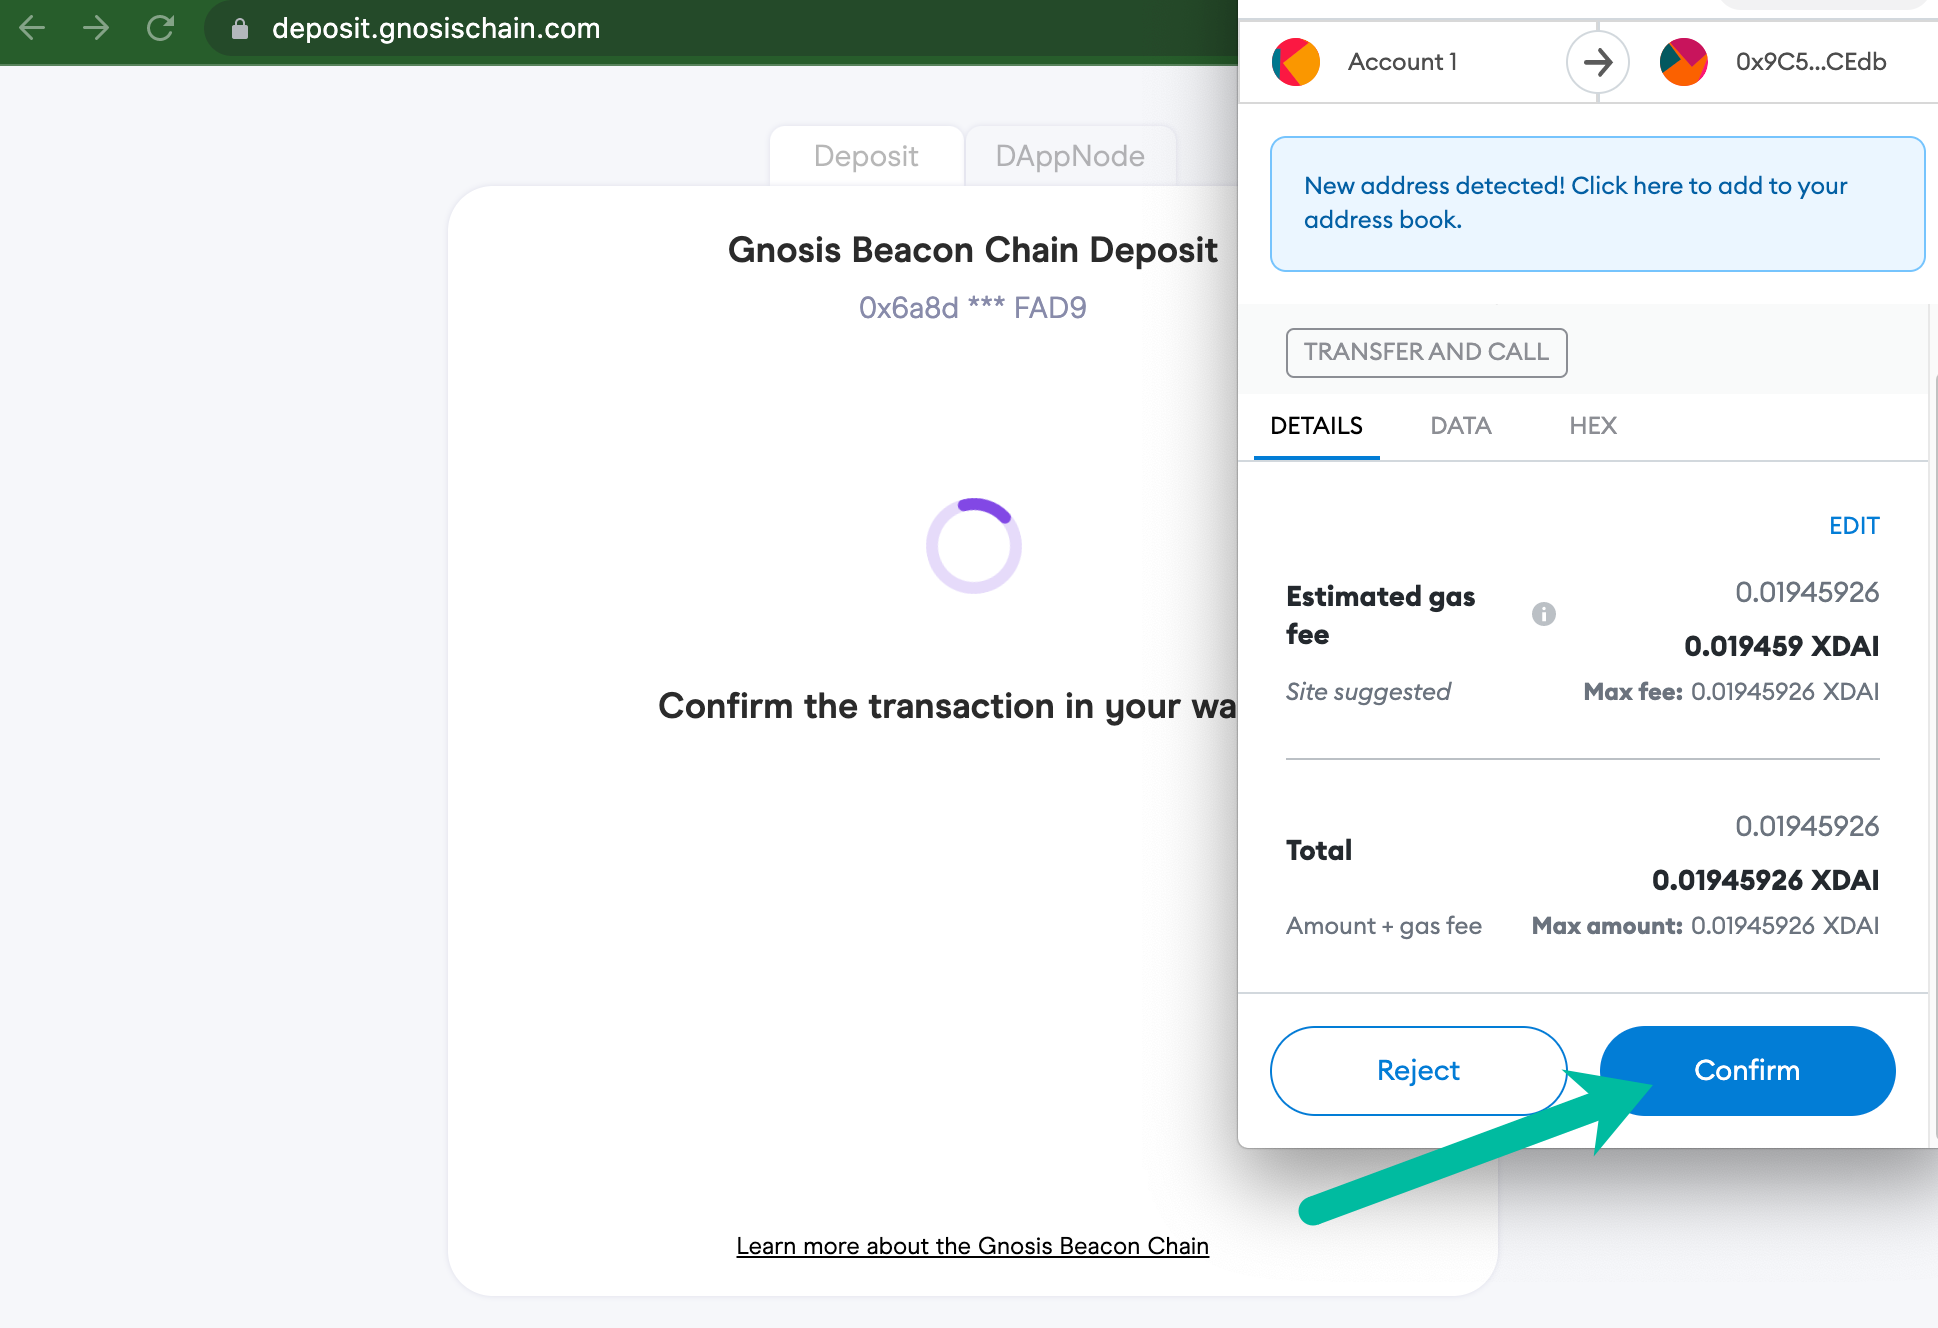 deposit.gnosischain.com
Deposit
DAppNode
Gnosis Beacon Chain Deposit
0x6a8d *** FAD9
Confirm the transaction in your wa
Learn more about the Gnosis Beacon Chain
Account 1
0x9C5...CEdb
New address detected! Click here to add to your
address book.
TRANSFER AND CALL
DETAILS
DATA
HEX
EDIT
Estimated gas
fee
0.01945926
0.019459 XDAI
Site suggested
Max fee: 0.01945926 XDAI
0.01945926
Total
0.01945926 XDAI
Amount + gas fee
Max amount: 0.01945926 XDAI
Reject
Confirm